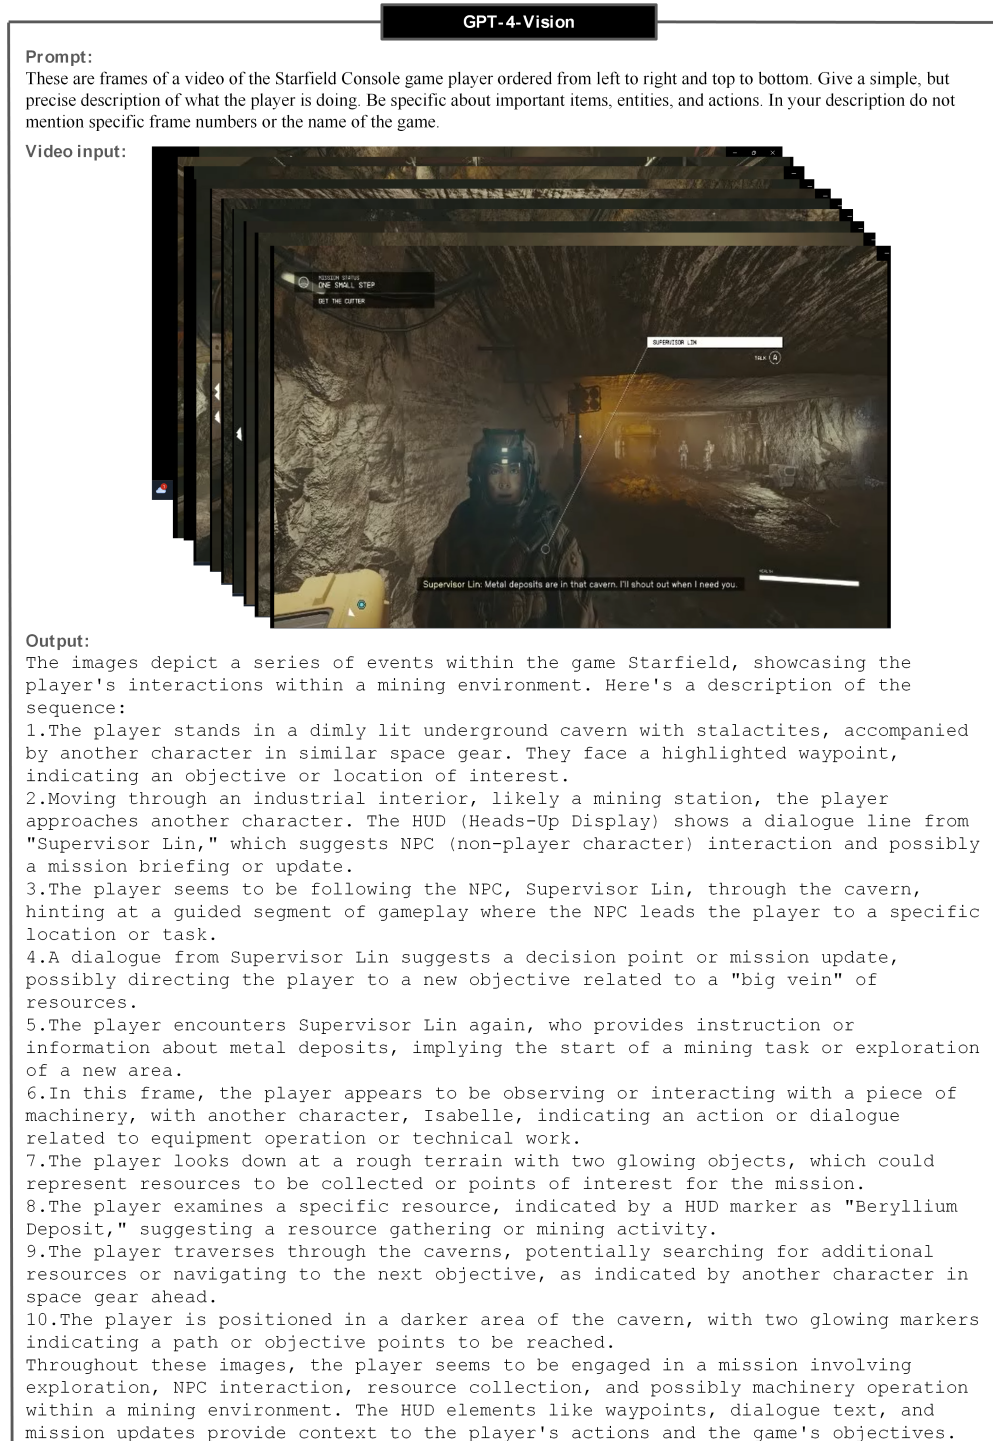 GPT-4-Vision
Prompt:
These are frames of a video of the Starfield Console game player ordered from left to right and top to bottom. Give a simple, but
precise description of what the player is doing. Be specific about important items, entities, and actions. In your description do not
mention specific frame numbers or the name of the game.
Video input:
MISSION STATUS
ONE SMALL STEP
GET THE CUTTER
SUPERVISOR LIN
TALK A
Supervisor Lin: Metal deposits are in that cavern. I'll shout out when I need you.
HEALTH
Output:
The images depict a series of events within the game Starfield, showcasing the
player's interactions within a mining environment. Here's a description of the
sequence:
1.The player stands in a dimly lit underground cavern with stalactites, accompanied
by another character in similar space gear. They face a highlighted waypoint,
indicating an objective or location of interest.
2.Moving through an industrial interior, likely a mining station, the player
approaches another character. The HUD (Heads-Up Display) shows a dialogue line from
"Supervisor Lin," which suggests NPC (non-player character) interaction and possibly
a mission briefing or update.
3.The player seems to be following the NPC, Supervisor Lin, through the cavern,
hinting at a guided segment of gameplay where the NPC leads the player to a specific
location or task.
4.A dialogue from Supervisor Lin suggests a decision point or mission update,
possibly directing the player to a new objective related to a "big vein" of
resources.
5.The player encounters Supervisor Lin again, who provides instruction or
information about metal deposits, implying the start of a mining task or exploration
of a new area.
6.In this frame, the player appears to be observing or interacting with a piece of
machinery, with another character, Isabelle, indicating an action or dialogue
related to equipment operation or technical work.
7.The player looks down at a rough terrain with two glowing objects, which could
represent resources to be collected or points of interest for the mission.
8.The player examines a specific resource, indicated by a HUD marker as "Beryllium
Deposit," suggesting a resource gathering or mining activity.
9.The player traverses through the caverns, potentially searching for additional
resources or navigating to the next objective, as indicated by another character in
space gear ahead.
10.The player is positioned in a darker area of the cavern, with two glowing markers
indicating a path or objective points to be reached.
Throughout these images, the player seems to be engaged in a mission involving
exploration, NPC interaction, resource collection, and possibly machinery operation
within a mining environment. The HUD elements like waypoints, dialogue text, and
mission updates provide context to the player's actions and the game's objectives.